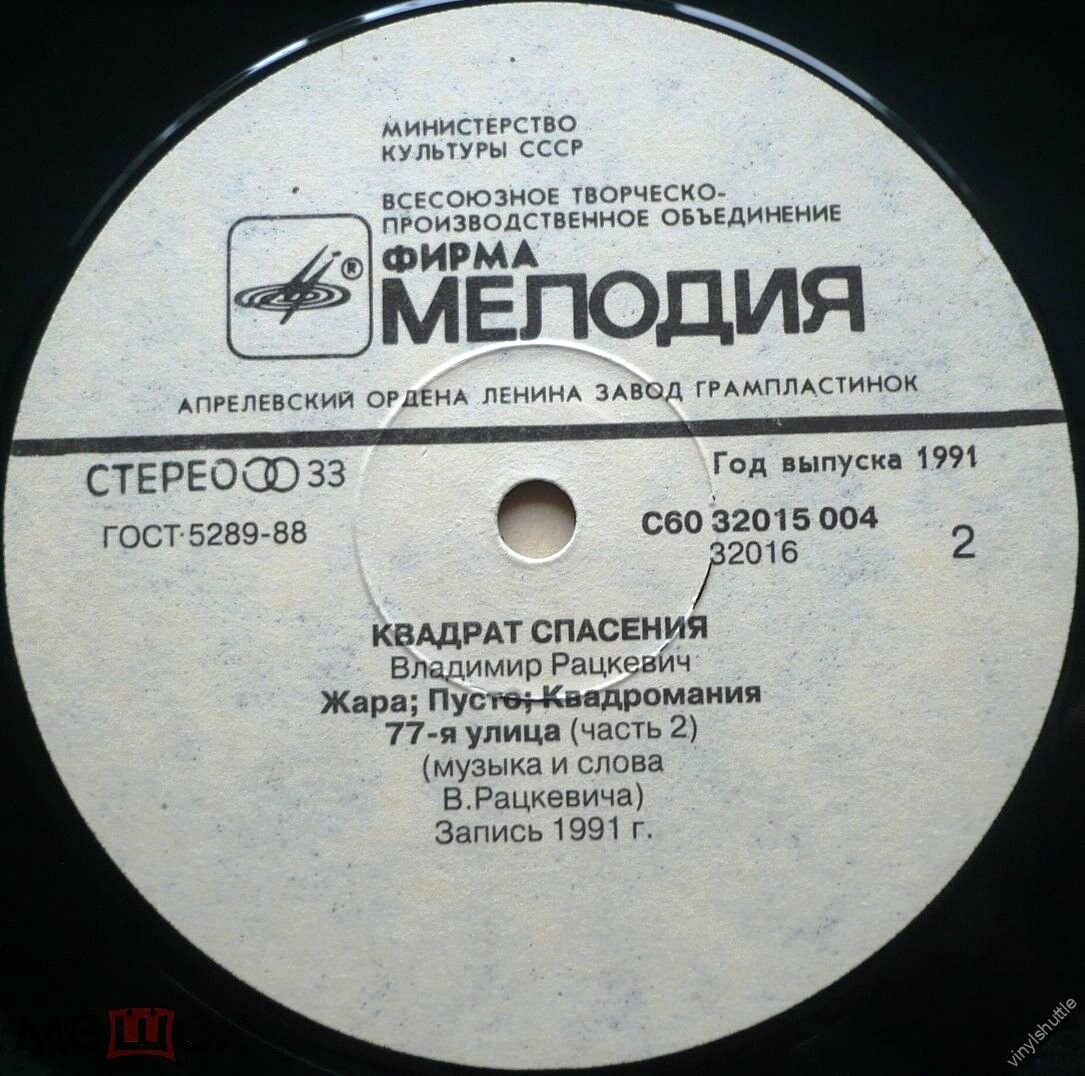 МИНИСТЕРСТВО
КУЛЬТУРЫ СССР
ВСЕСОЮЗНОЕ ТВОРЧЕСКО-
ПРОИЗВОДСТВЕННОЕ ОБЪЕДИНЕНИЕ
®
ФИРМА
МЕЛОДИЯ
АПРЕЛЕВСКИЙ ОРДЕНА ЛЕНИНА ЗАВОД ГРАМПЛАСТИНОК
СТЕРЕО 33
Год выпуска 1991
ГОСТ·5289-88
С60 32015 004
32016
2
КВАДРАТ СПАСЕНИЯ
Владимир Рацкевич
Жара; Пусто; Квадромания
77-я улица (часть 2)
(музыка и слова
В.Рацкевича)
Запись 1991 г.
мешок
vinylshuttle